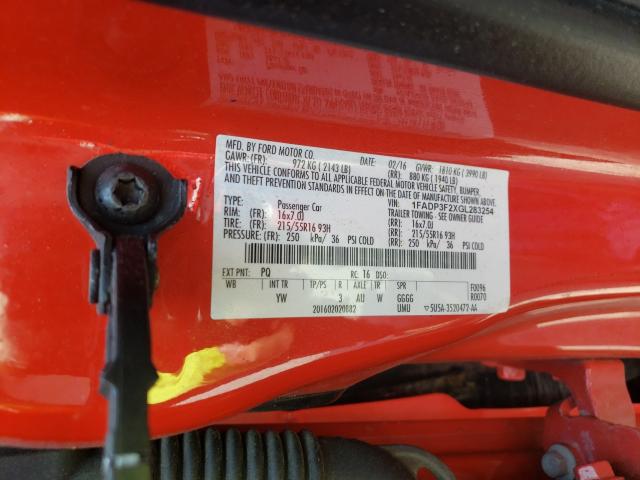 MFD. BY FORD MOTOR CO.
DATE: 02/16 GVWR: 1810 KG ( 3990 LB)
GAWR: (FR): 972 KG ( 2143 LB) (RR): 880 KG ( 1940 LB)
THIS VEHICLE CONFORMS TO ALL APPLICABLE FEDERAL MOTOR VEHICLE SAFETY, BUMPER,
AND THEFT PREVENTION STANDARDS IN EFFECT ON THE DATE OF MANUFACTURE SHOWN ABOVE.
VIN: 1FADP3F2XGL283254
TYPE: Passenger Car TRAILER TOWING - SEE OWNER'S GUIDE
RIM: (FR): 16x7.0J (RR): 16x7.0J
TIRE: (FR): 215/55R16 93H (RR): 215/55R16 93H
PRESSURE: (FR): 250 kPa/ 36 PSI COLD (RR): 250 kPa/ 36 PSI COLD
EXT PNT: PQ RC: 16 DSO:
WB INT TR TP/PS R AXLE TR SPR F0096
YW 3 AU W GGGG R0070
201602020882 UMU 5U5A-3520472-AA